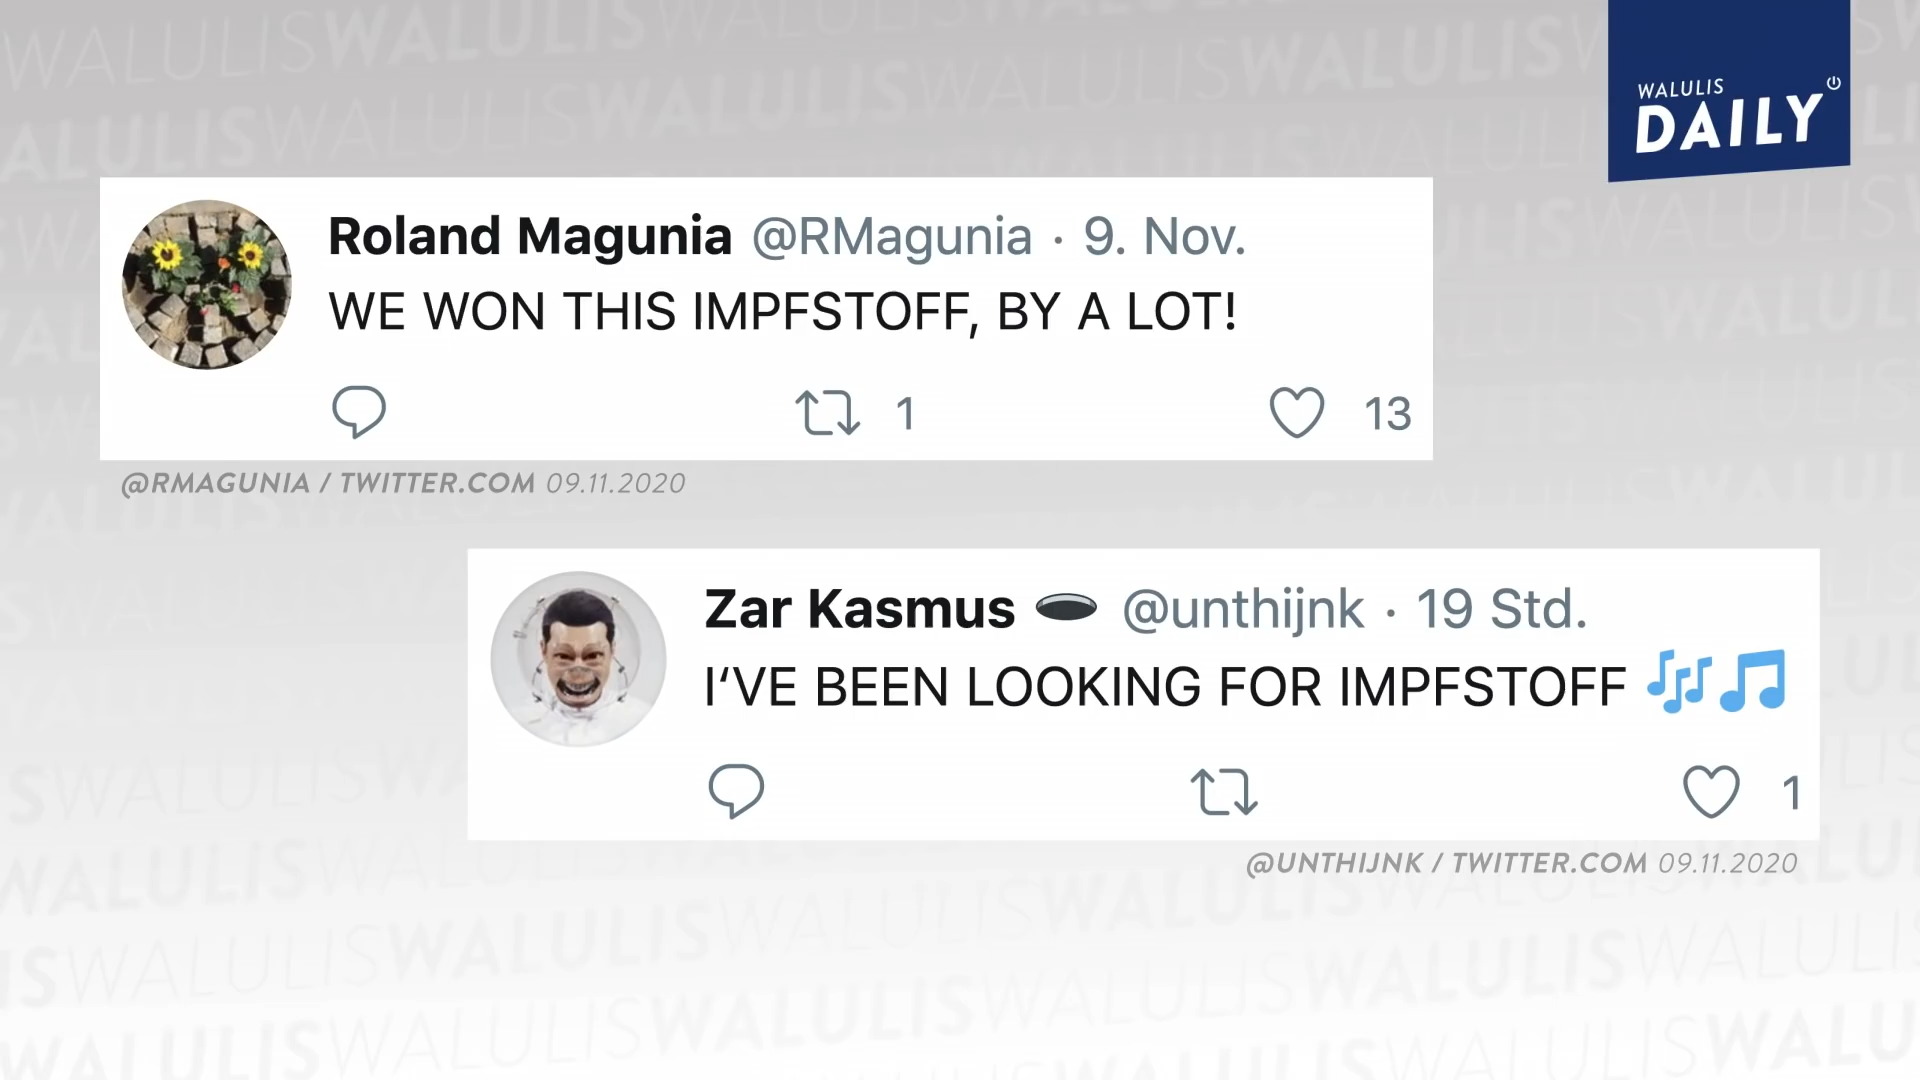 WALULIS
DAILY
Roland Magunia @RMagunia · 9. Nov.
WE WON THIS IMPFSTOFF, BY A LOT!
1
13
@RMAGUNIA / TWITTER.COM 09.11.2020
Zar Kasmus 🕳️ @unthijnk · 19 Std.
I‘VE BEEN LOOKING FOR IMPFSTOFF 🎶🎵
1
@UNTHIJNK / TWITTER.COM 09.11.2020